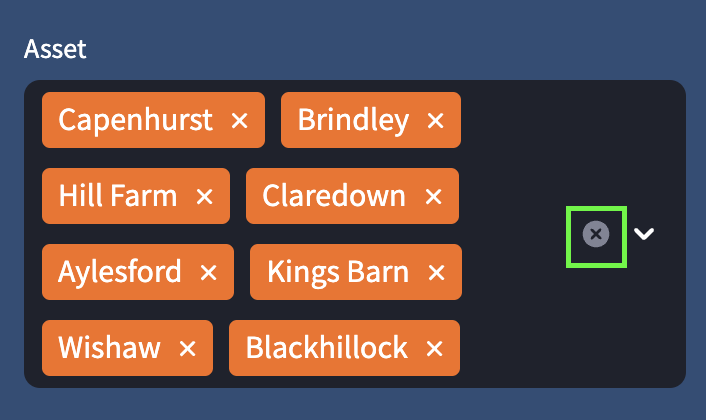 Asset
Capenhurst × Brindley ×
Hill Farm × Claredown ×
Aylesford × Kings Barn ×
Wishaw × Blackhillock ×